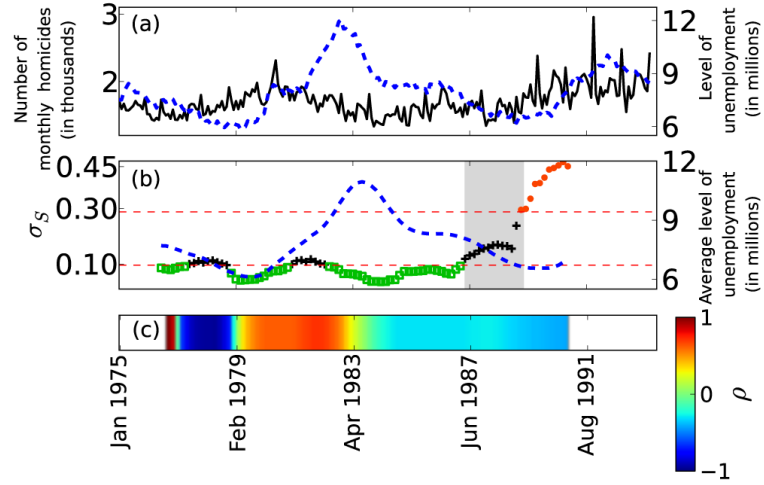 3
2
Number of
monthly homicides
(in thousands)
(a)
12
9
6
Level of
unemployment
(in millions)
0.45
0.30
0.10
σS
(b)
12
9
6
Average level of
unemployment
(in millions)
(c)
Jan 1975
Feb 1979
Apr 1983
Jun 1987
Aug 1991
1
0
−1
ρ